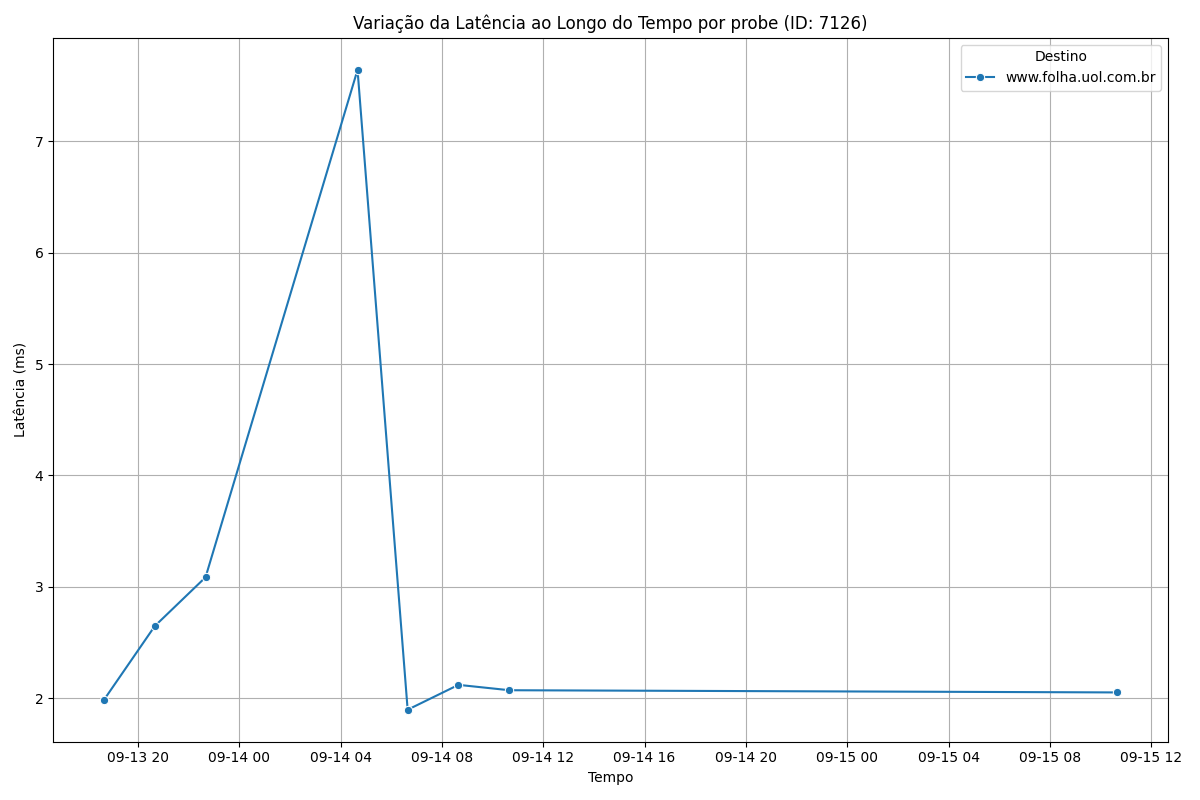 Variação da Latência ao Longo do Tempo por probe (ID: 7126)
Destino
www.folha.uol.com.br
Latência (ms)
7
6
5
4
3
2
09-13 20 09-14 00 09-14 04 09-14 08 09-14 12 09-14 16 09-14 20 09-15 00 09-15 04 09-15 08 09-15 12
Tempo